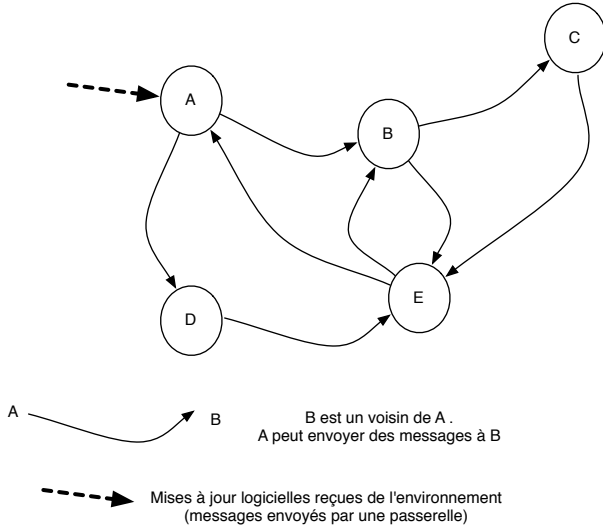 C
A
B
E
D
A
B
B est un voisin de A .
A peut envoyer des messages à B
Mises à jour logicielles reçues de l'environnement
(messages envoyés par une passerelle)